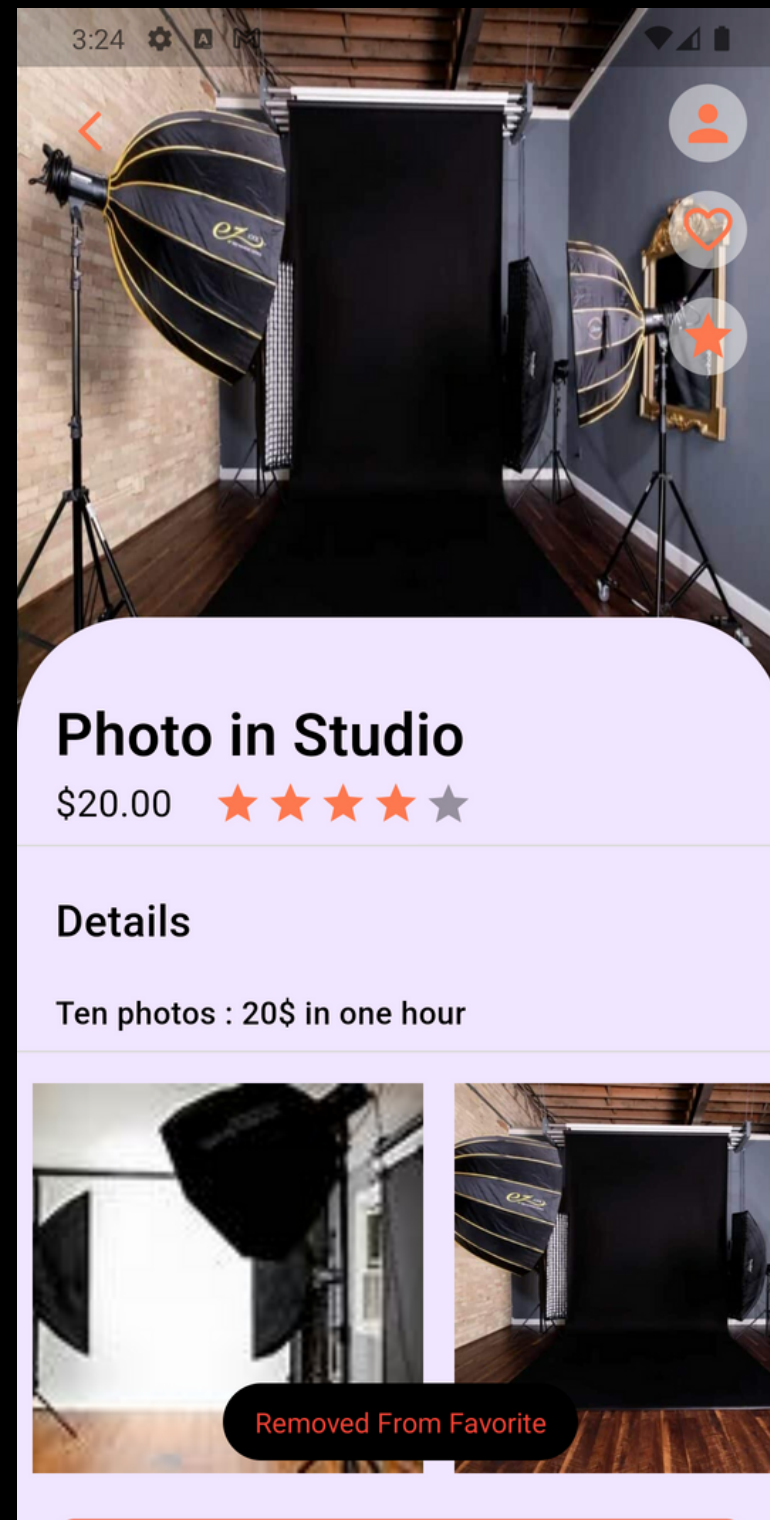 3:24
Photo in Studio
$20.00
Details
Ten photos : 20$ in one hour
Removed From Favorite